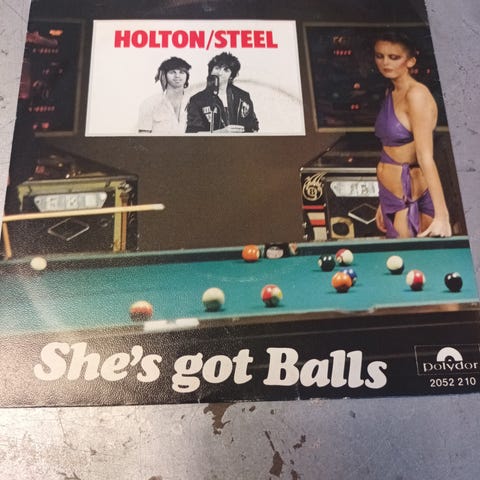 HOLTON/STEEL
She's got Balls
polydor
2052 210